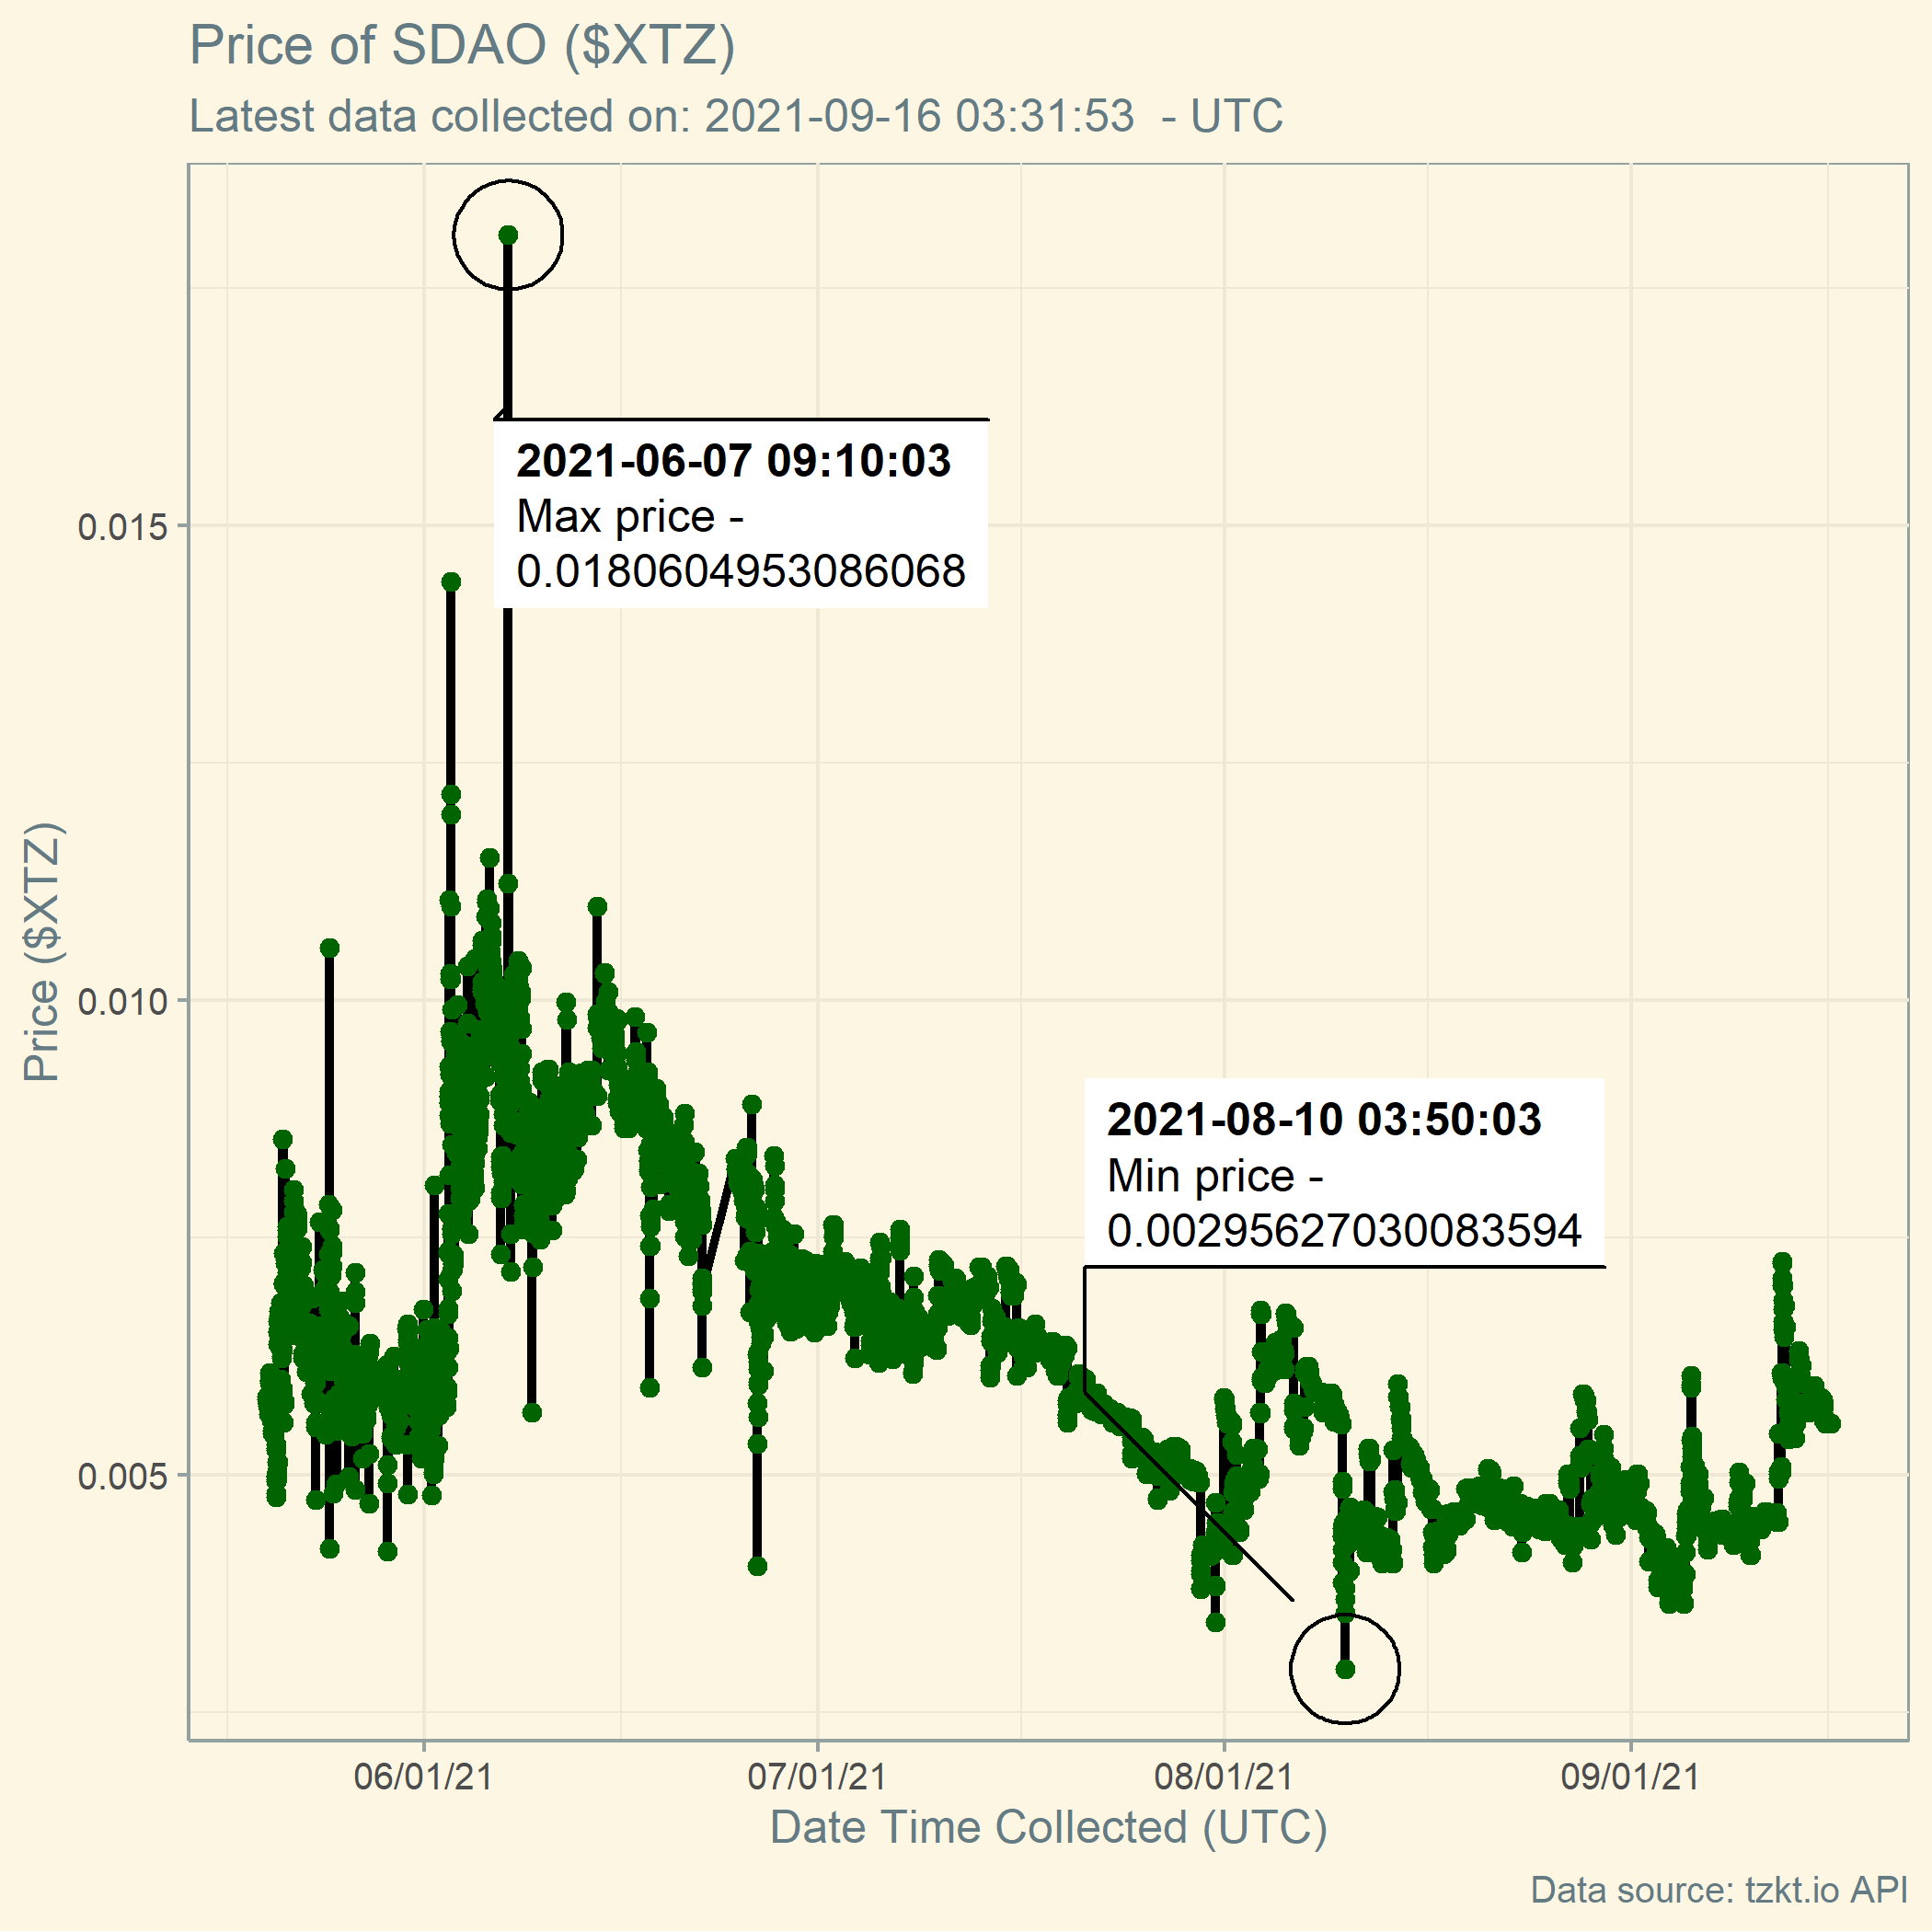 Price of SDAO ($XTZ)
Latest data collected on: 2021-09-16 03:31:53  - UTC
2021-06-07 09:10:03
Max price -
0.0180604953086068
0.015
0.010
0.005
Price ($XTZ)
2021-08-10 03:50:03
Min price -
0.00295627030083594
06/01/21
07/01/21
08/01/21
09/01/21
Date Time Collected (UTC)
Data source: tzkt.io API